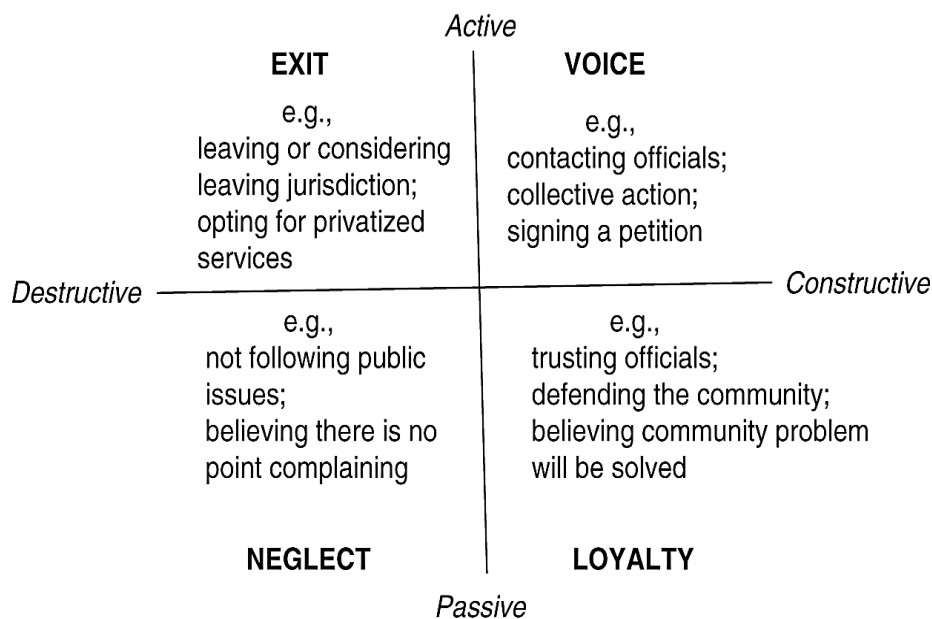 Active
EXIT
e.g.,
leaving or considering
leaving jurisdiction;
opting for privatized
services
VOICE
e.g.,
contacting officials;
collective action;
signing a petition
Destructive
Constructive
e.g.,
not following public
issues;
believing there is no
point complaining
NEGLECT
e.g.,
trusting officials;
defending the community;
believing community problem
will be solved
LOYALTY
Passive